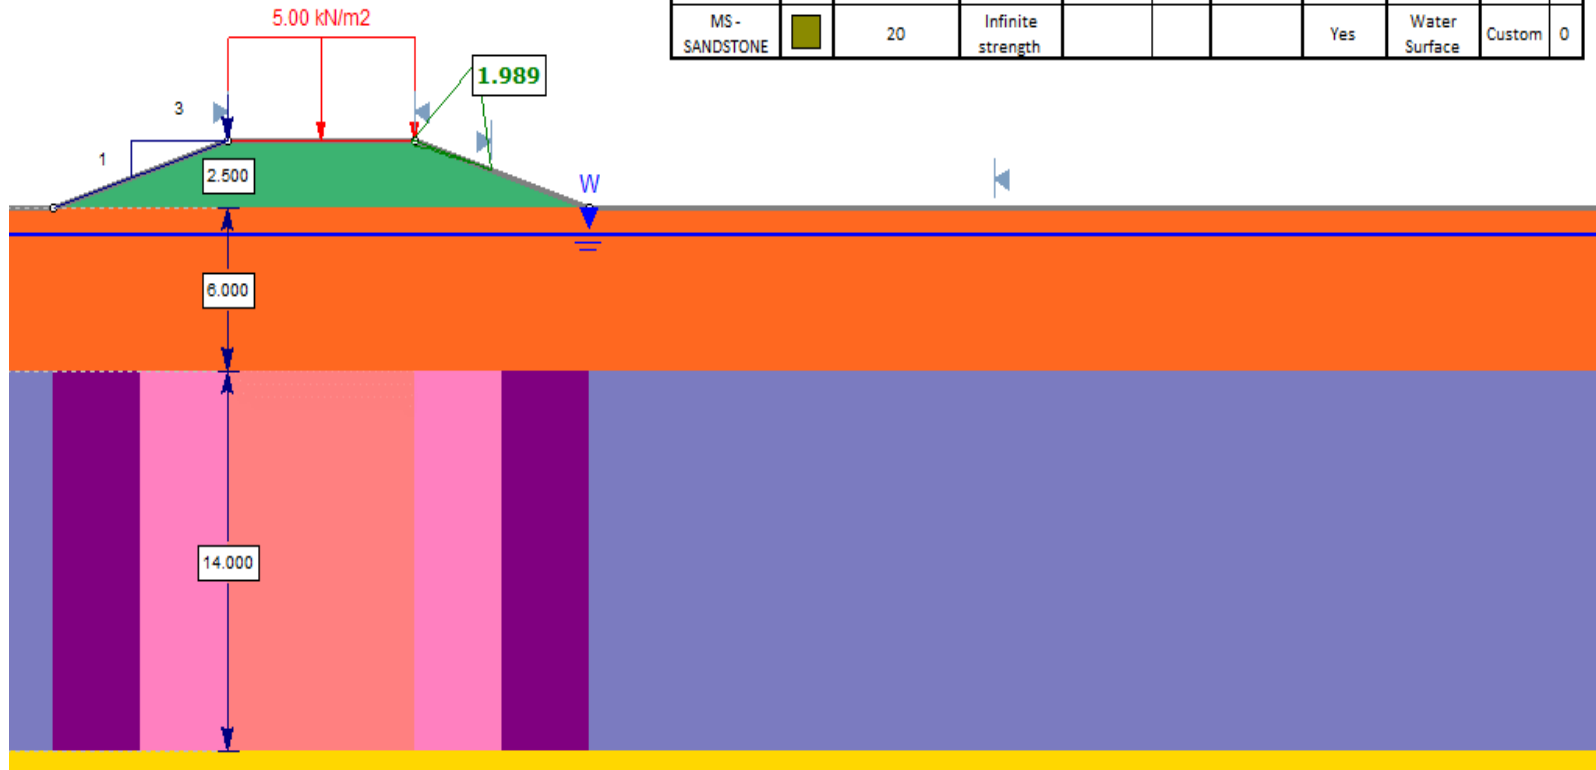 5.00 kN/m2
MS - SANDSTONE 20 Infinite strength Yes Water Surface Custom 0
1.989
3
1
2.500
W
6.000
14.000